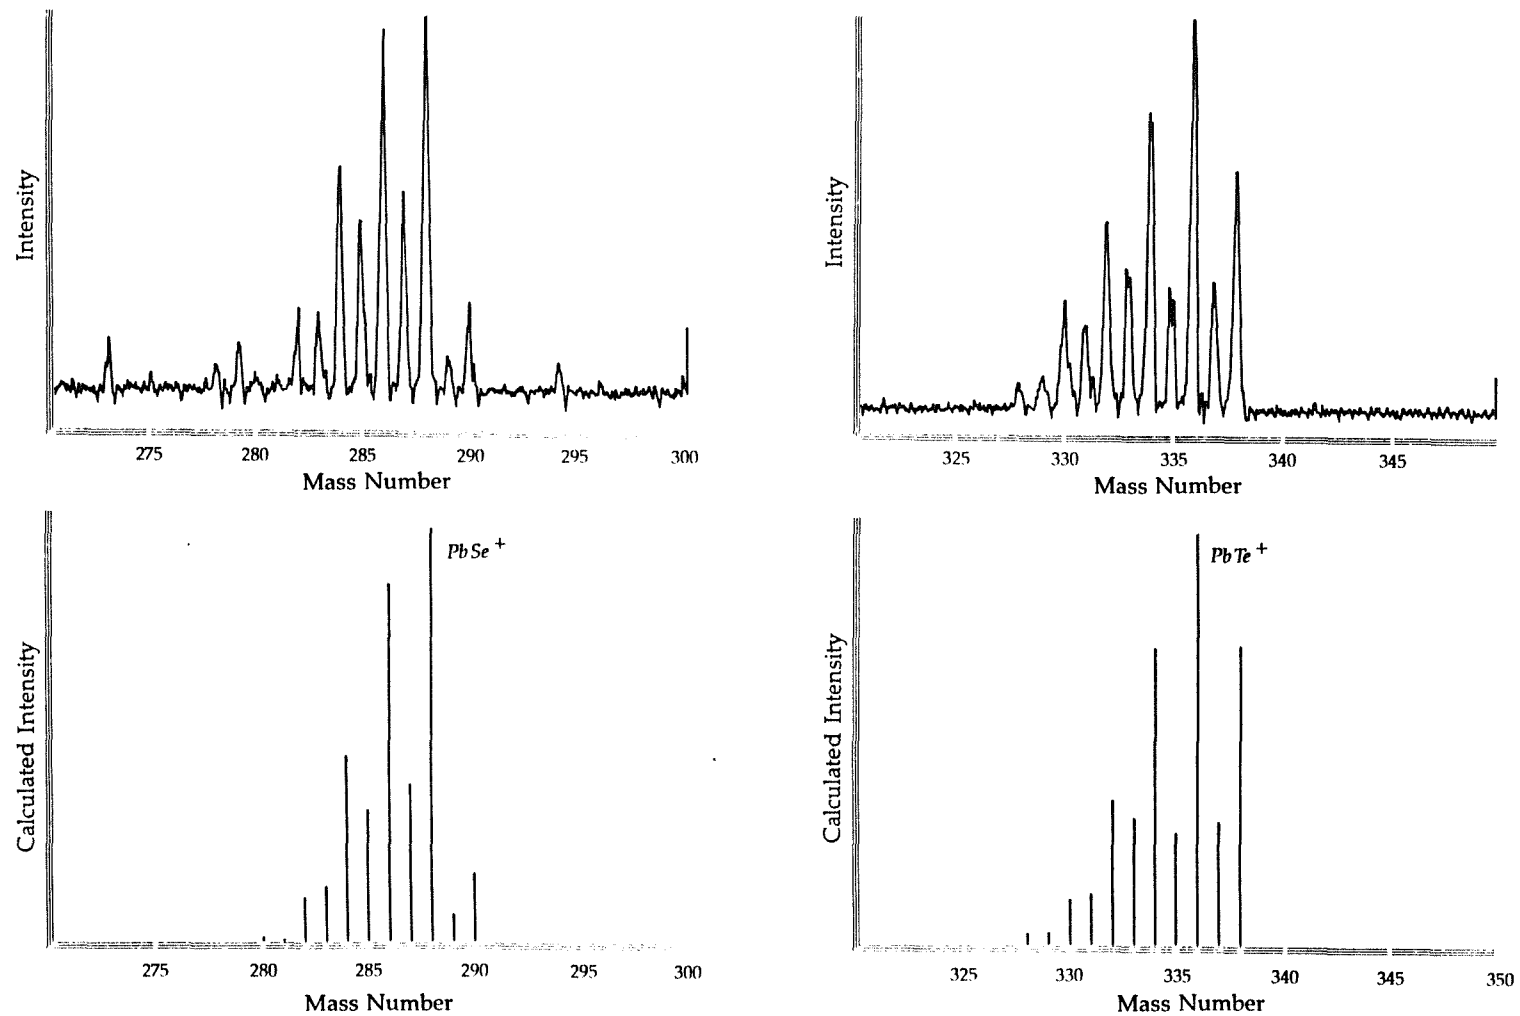 Intensity
275 280 285 290 295 300
Mass Number
Intensity
325 330 335 340 345
Mass Number
Calculated Intensity
PbSe +
275 280 285 290 295 300
Mass Number
Calculated Intensity
PbTe +
325 330 335 340 345 350
Mass Number